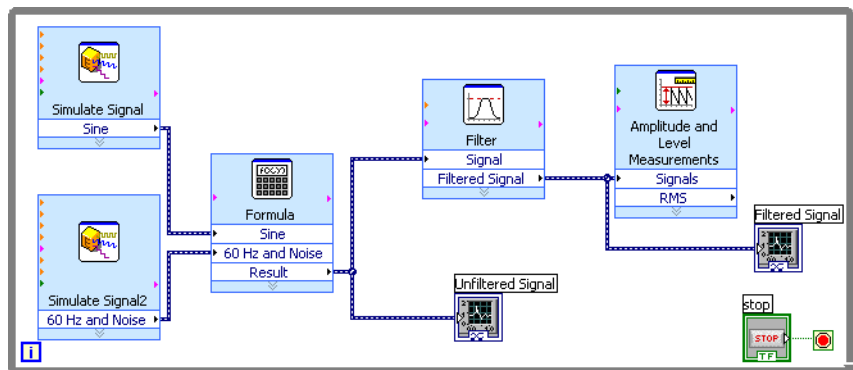 Simulate Signal
Sine
Simulate Signal2
60 Hz and Noise
f(x,y)
Formula
Sine
60 Hz and Noise
Result
Filter
Signal
Filtered Signal
Amplitude and
Level
Measurements
Signals
RMS
Unfiltered Signal
Filtered Signal
stop
STOP
TF
i